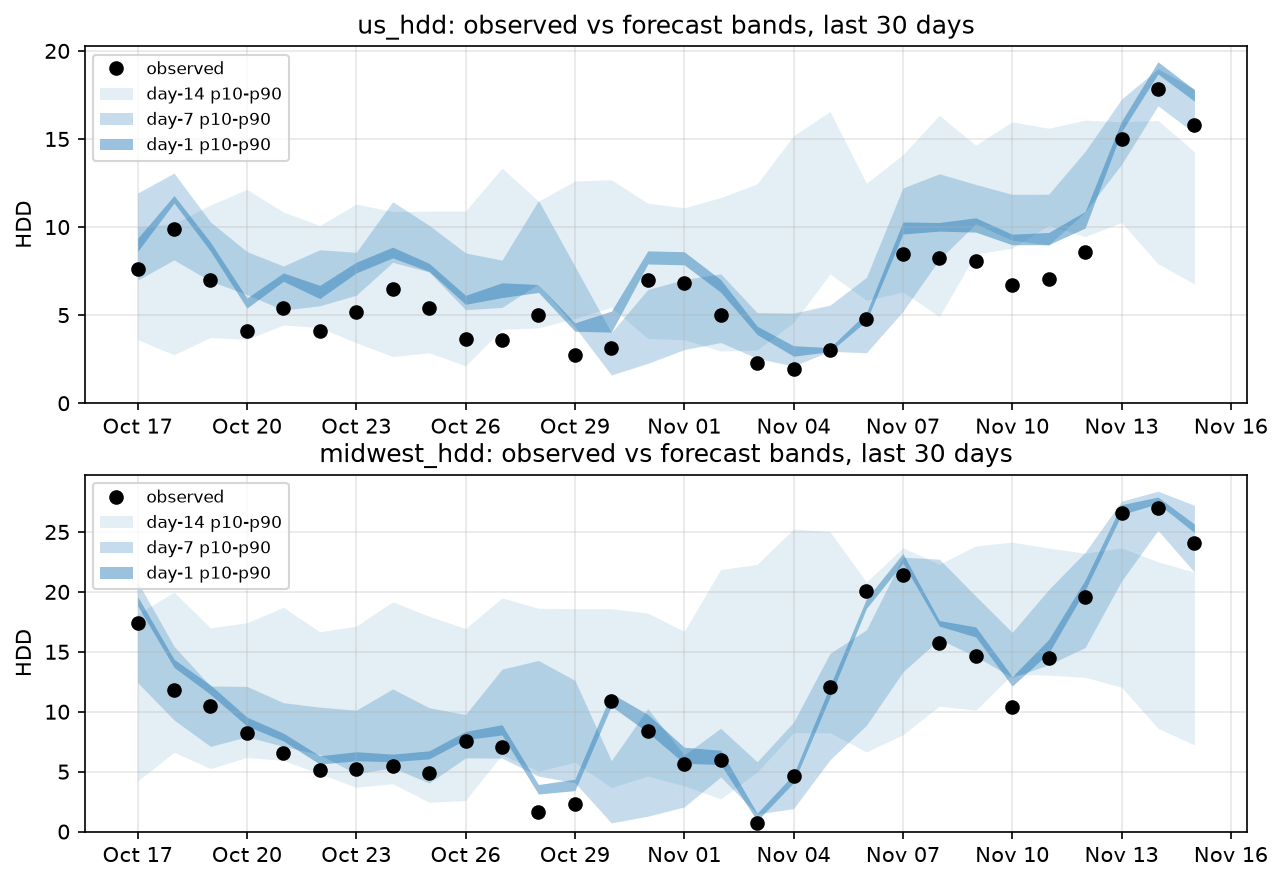 us_hdd: observed vs forecast bands, last 30 days
20
15
10
5
0
HDD
observed
day-14 p10-p90
day-7 p10-p90
day-1 p10-p90
Oct 17 Oct 20 Oct 23 Oct 26 Oct 29 Nov 01 Nov 04 Nov 07 Nov 10 Nov 13 Nov 16
midwest_hdd: observed vs forecast bands, last 30 days
25
20
15
10
5
0
HDD
observed
day-14 p10-p90
day-7 p10-p90
day-1 p10-p90
Oct 17 Oct 20 Oct 23 Oct 26 Oct 29 Nov 01 Nov 04 Nov 07 Nov 10 Nov 13 Nov 16